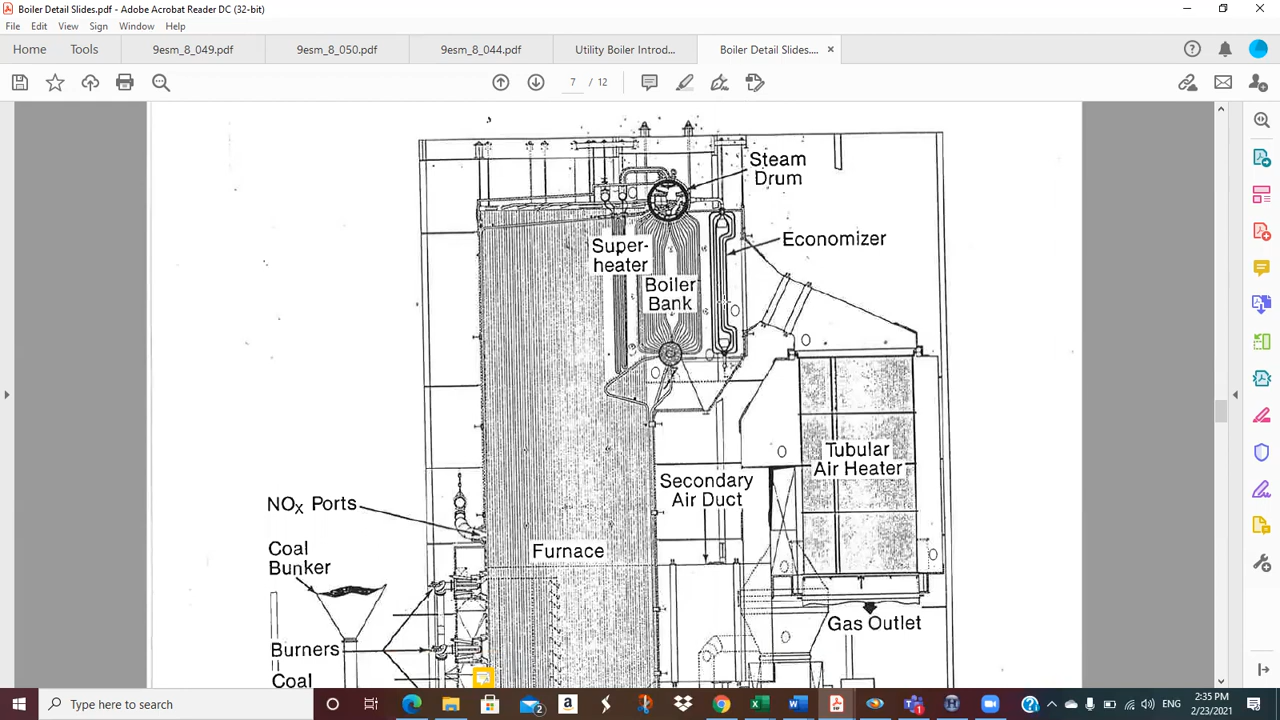 Boiler Detail Slides.pdf - Adobe Acrobat Reader DC (32-bit)
File Edit View Sign Window Help
Home Tools 9esm_8_049.pdf 9esm_8_050.pdf 9esm_8_044.pdf Utility Boiler Introd... Boiler Detail Slides....
7 / 12
Steam
Drum
Super-
heater
Economizer
Boiler
Bank
Tubular
Air Heater
Secondary
Air Duct
NOx Ports
Coal
Bunker
Furnace
Gas Outlet
Burners
Coal
Type here to search
ENG
2:35 PM
2/23/2021